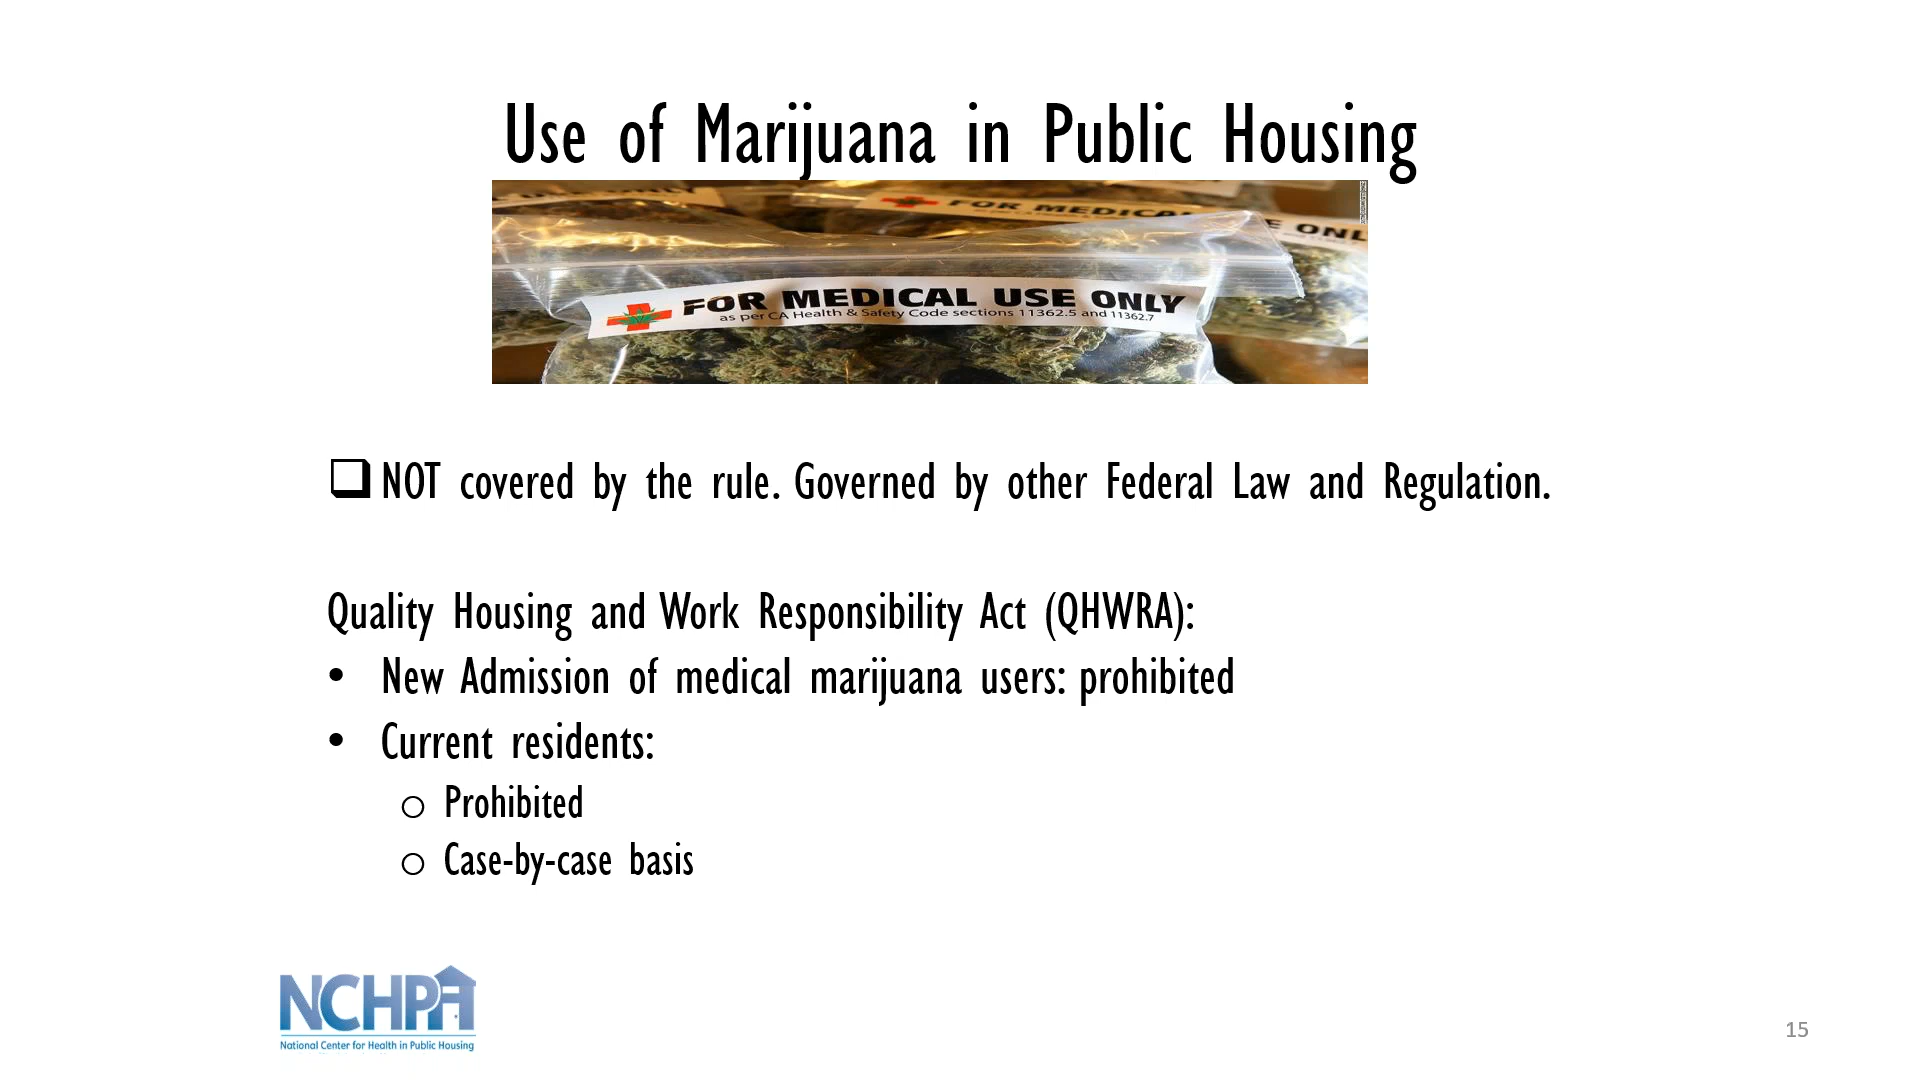 Use of Marijuana in Public Housing
FOR MEDICAL USE ONL
FOR MEDICAL USE ONLY
as per CA Health & Safety Code sections 11362.5 and 11362.7
NOT covered by the rule. Governed by other Federal Law and Regulation.
Quality Housing and Work Responsibility Act (QHWRA):
• New Admission of medical marijuana users: prohibited
• Current residents:
o Prohibited
o Case-by-case basis
NCHPH
National Center for Health in Public Housing
15